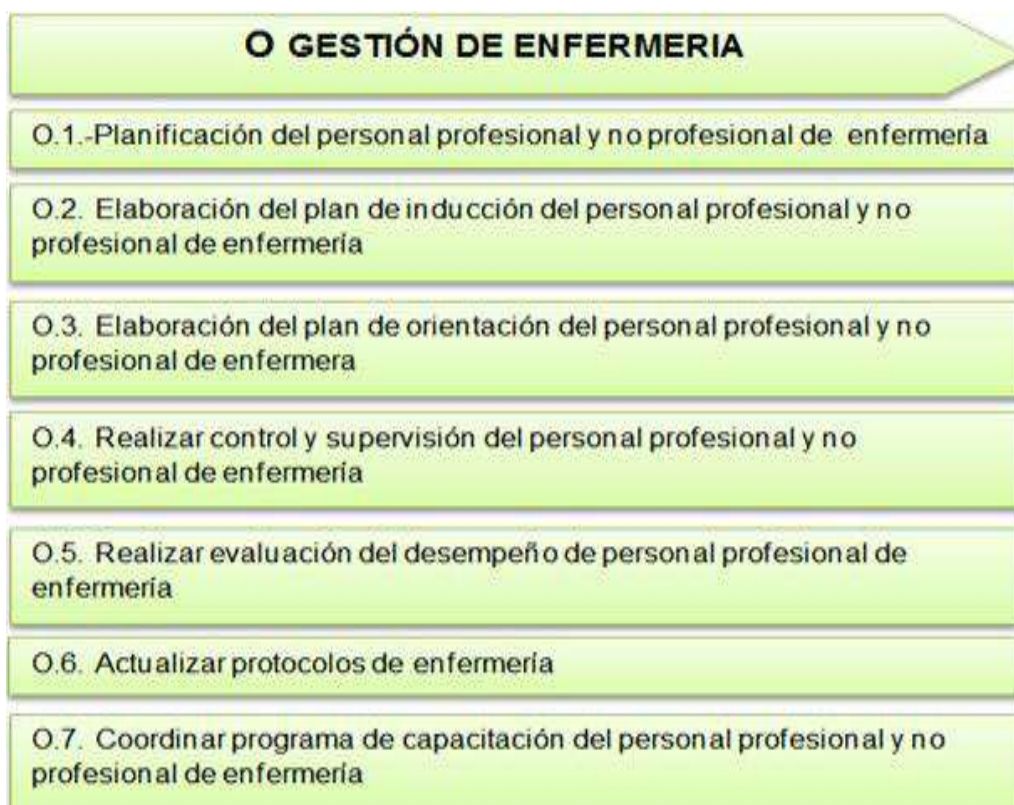 O GESTIÓN DE ENFERMERIA
O.1.-Planificación del personal profesional y no profesional de enfermería
O.2. Elaboración del plan de inducción del personal profesional y no
profesional de enfermería
O.3. Elaboración del plan de orientación del personal profesional y no
profesional de enfermera
O.4. Realizar control y supervisión del personal profesional y no
profesional de enfermería
O.5. Realizar evaluación del desempeño de personal profesional de
enfermería
O.6. Actualizar protocolos de enfermería
O.7. Coordinar programa de capacitación del personal profesional y no
profesional de enfermería